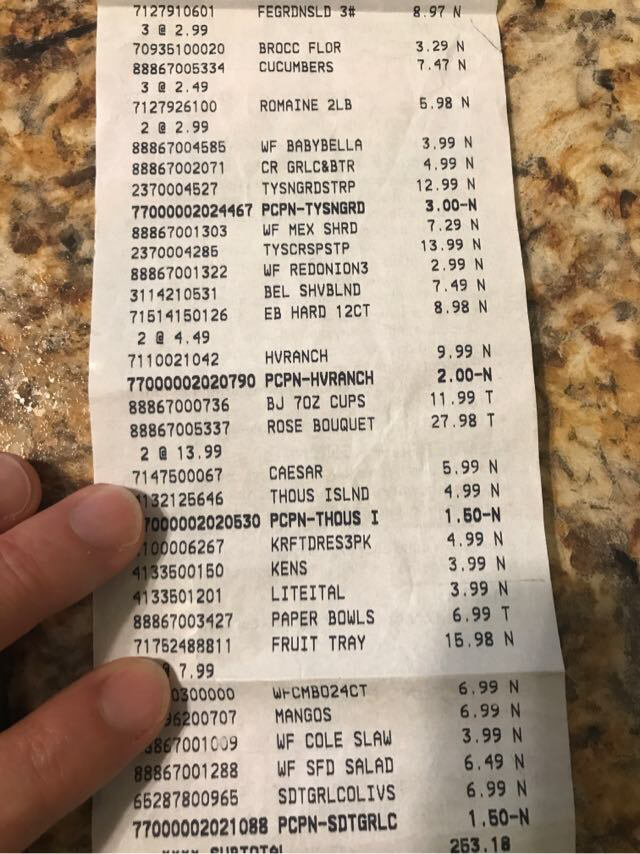 7127910601 FEGRDNSLD 3# 8.97 N
3 @ 2.99
70935100020 BROCC FLOR 3.29 N
88867005334 CUCUMBERS 7.47 N
3 @ 2.49
7127926100 ROMAINE 2LB 5.98 N
2 @ 2.99
88867004585 WF BABYBELLA 3.99 N
88867002071 CR GRLC&BTR 4.99 N
2370004527 TYSNGRDSTRP 12.99 N
77000002024467 PCPN-TYSNGRD 3.00-N
88867001303 WF MEX SHRD 7.29 N
2370004285 TYSCRSPSTP 13.99 N
88867001322 WF REDONION3 2.99 N
3114210531 BEL SHVBLND 7.49 N
71514150126 EB HARD 12CT 8.98 N
2 @ 4.49
7110021042 HVRANCH 9.99 N
77000002020790 PCPN-HVRANCH 2.00-N
88867000736 BJ 7OZ CUPS 11.99 T
88867005337 ROSE BOUQUET 27.98 T
2 @ 13.99
7147500067 CAESAR 5.99 N
4132125646 THOUS ISLND 4.99 N
7000002020530 PCPN-THOUS I 1.50-N
100006267 KRFTDRES3PK 4.99 N
4133500150 KENS 3.99 N
4133501201 LITEITAL 3.99 N
88867003427 PAPER BOWLS 6.99 T
71752488811 FRUIT TRAY 15.98 N
@ 7.99
0300000 WFCMBO24CT 6.99 N
96200707 MANGOS 6.99 N
8867001009 WF COLE SLAW 3.99 N
88867001288 WF SFD SALAD 6.49 N
65287800965 SDTGRLCOLIVS 6.99 N
77000002021088 PCPN-SDTGRLC 1.50-N
**** SUBTOTAL 253.18